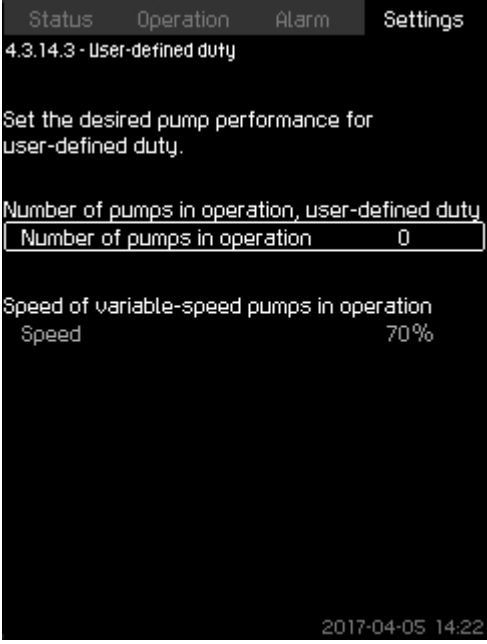 Status Operation Alarm Settings
4.3.14.3 - User-defined duty
Set the desired pump performance for
user-defined duty.
Number of pumps in operation, user-defined duty
Number of pumps in operation 0
Speed of variable-speed pumps in operation
Speed 70%
2017-04-05 14:22